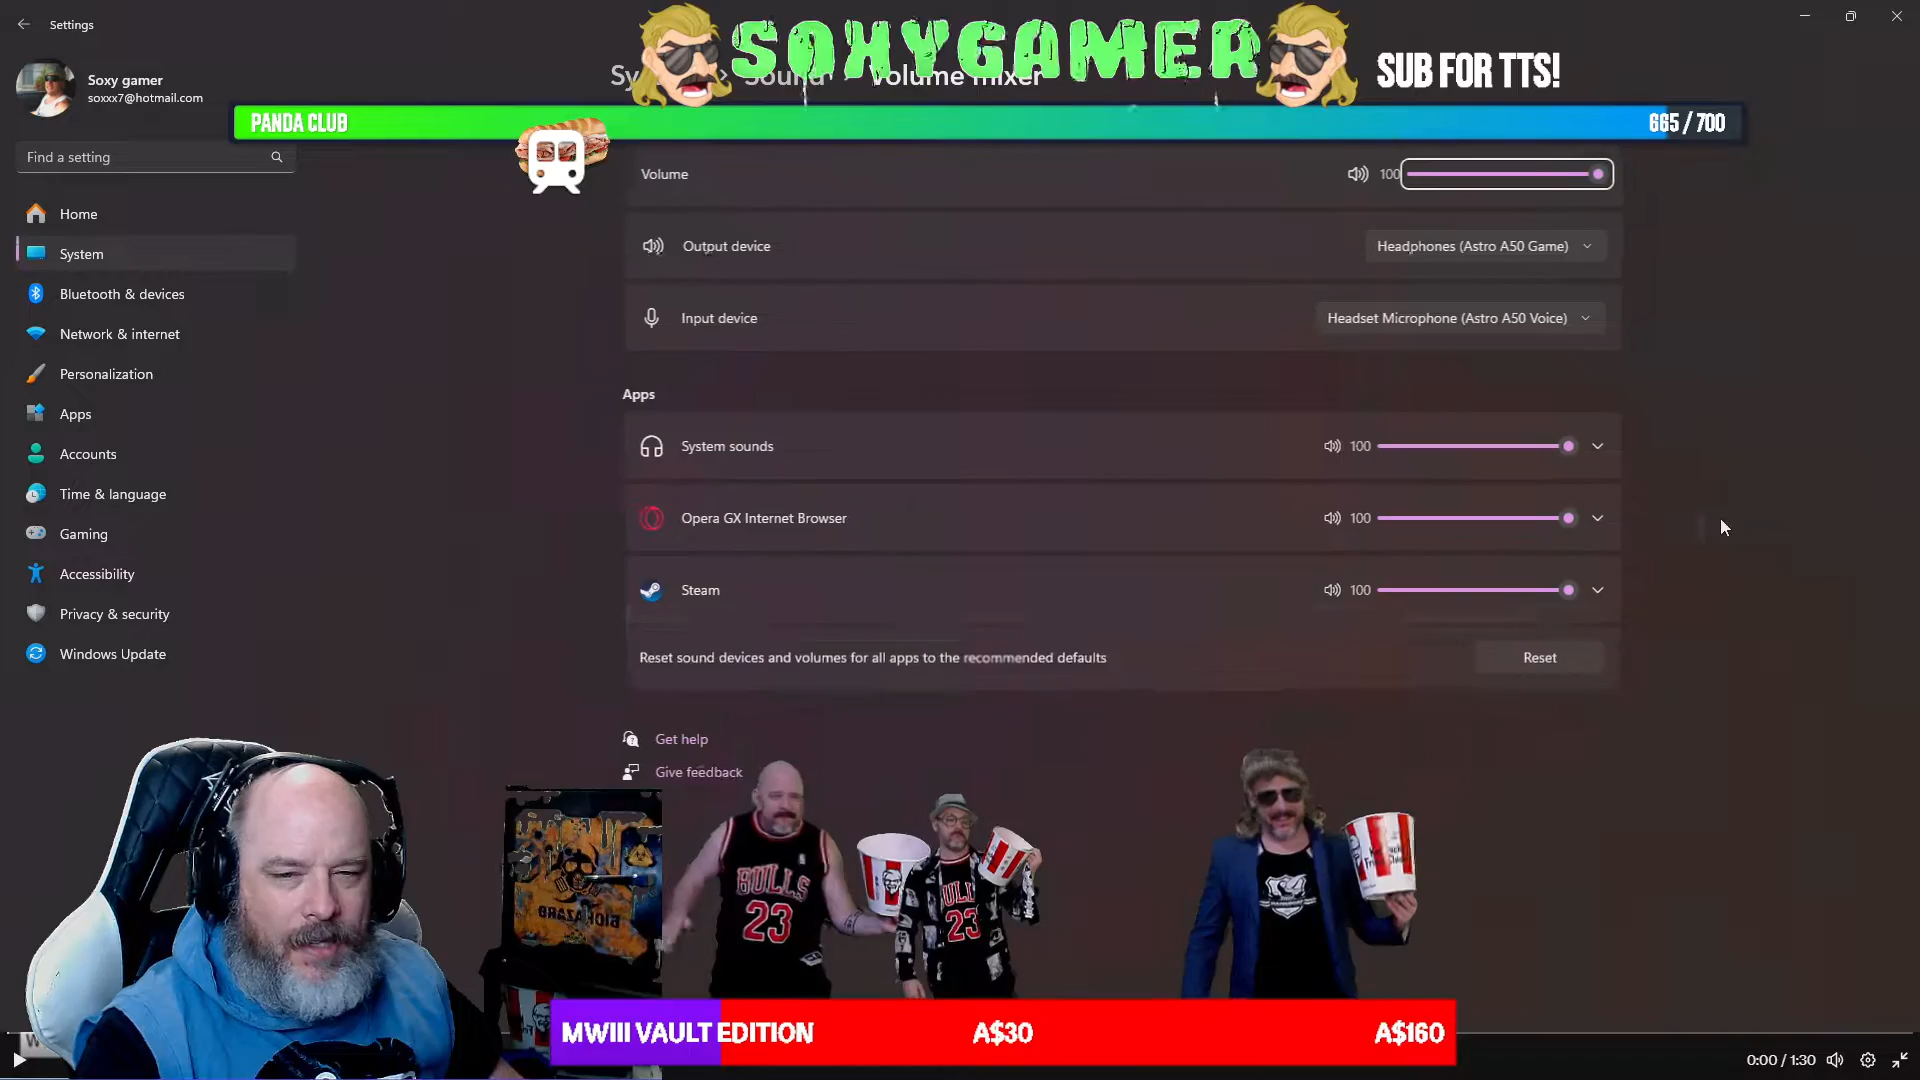 Settings
SOXYGAMER
SUB FOR TTS!
Soxy gamer
soxxx7@hotmail.com
Sound
Volume mixer
PANDA CLUB
665 / 700
Find a setting
Home
System
Bluetooth & devices
Network & internet
Personalization
Apps
Accounts
Time & language
Gaming
Accessibility
Privacy & security
Windows Update
Volume
100
Output device
Headphones (Astro A50 Game)
Input device
Headset Microphone (Astro A50 Voice)
Apps
System sounds
100
Opera GX Internet Browser
100
Steam
100
Reset sound devices and volumes for all apps to the recommended defaults
Reset
Get help
Give feedback
BULLS
23
23
MWIII VAULT EDITION
A$30
A$160
0:00 / 1:30